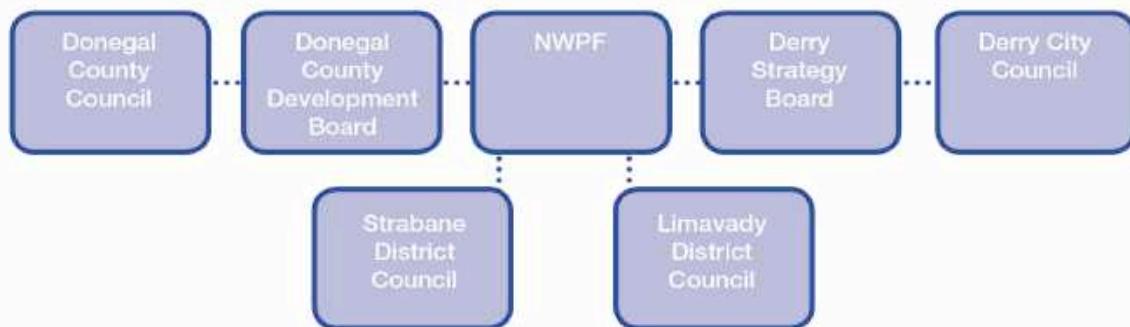 Donegal
County
Council
Donegal
County
Development
Board
NWPF
Derry
Strategy
Board
Derry City
Council
Strabane
District
Council
Limavady
District
Council